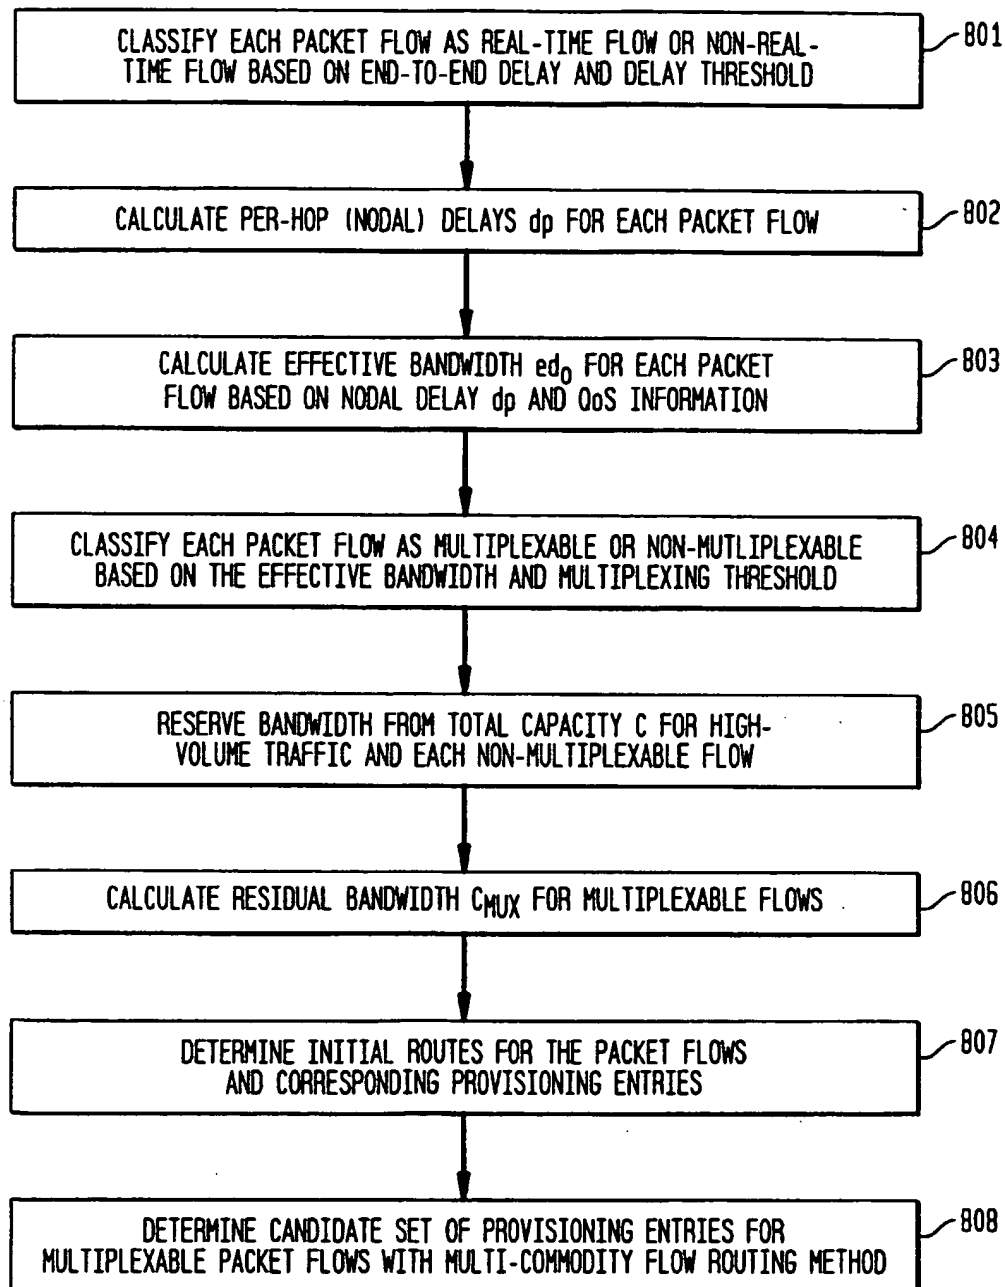 CLASSIFY EACH PACKET FLOW AS REAL-TIME FLOW OR NON-REAL-
TIME FLOW BASED ON END-TO-END DELAY AND DELAY THRESHOLD
801
CALCULATE PER-HOP (NODAL) DELAYS dp FOR EACH PACKET FLOW
802
CALCULATE EFFECTIVE BANDWIDTH ed0 FOR EACH PACKET
FLOW BASED ON NODAL DELAY dp AND QoS INFORMATION
803
CLASSIFY EACH PACKET FLOW AS MULTIPLEXABLE OR NON-MUTLIPLEXABLE
BASED ON THE EFFECTIVE BANDWIDTH AND MULTIPLEXING THRESHOLD
804
RESERVE BANDWIDTH FROM TOTAL CAPACITY C FOR HIGH-
VOLUME TRAFFIC AND EACH NON-MULTIPLEXABLE FLOW
805
CALCULATE RESIDUAL BANDWIDTH CMUX FOR MULTIPLEXABLE FLOWS
806
DETERMINE INITIAL ROUTES FOR THE PACKET FLOWS
AND CORRESPONDING PROVISIONING ENTRIES
807
DETERMINE CANDIDATE SET OF PROVISIONING ENTRIES FOR
MULTIPLEXABLE PACKET FLOWS WITH MULTI-COMMODITY FLOW ROUTING METHOD
808